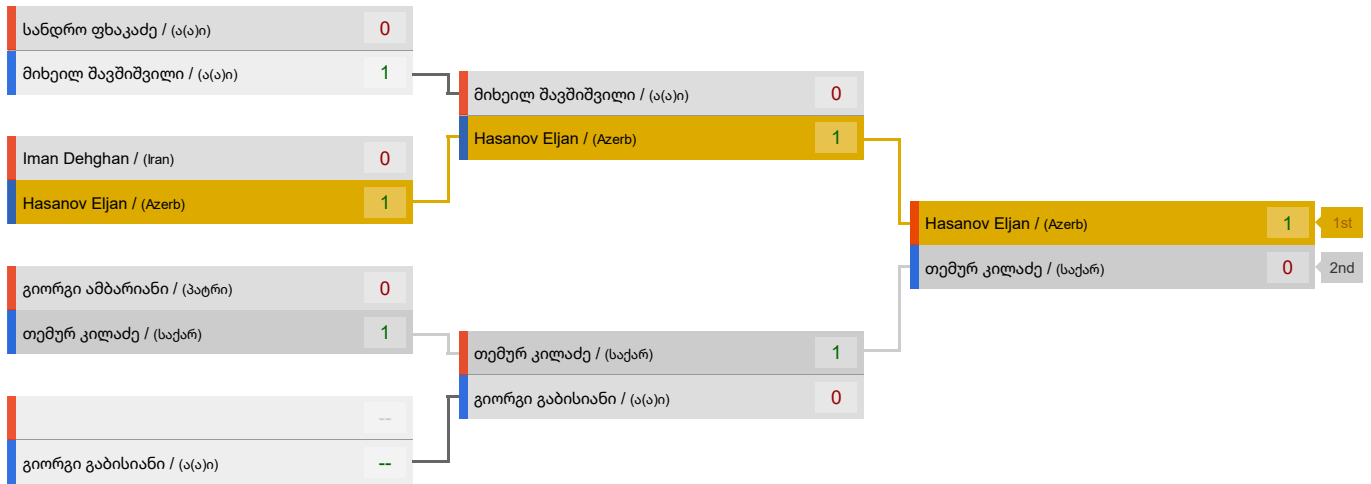 სანდრო ფხაკაძე / (ა(ა)ი) 0
მიხეილ შავშიშვილი / (ა(ა)ი) 1
Iman Dehghan / (Iran) 0
Hasanov Eljan / (Azerb) 1
გიორგი ამბარიანი / (პატრი) 0
თემურ კილაძე / (საქარ) 1
--
გიორგი გაბისიანი / (ა(ა)ი) --
მიხეილ შავშიშვილი / (ა(ა)ი) 0
Hasanov Eljan / (Azerb) 1
თემურ კილაძე / (საქარ) 1
გიორგი გაბისიანი / (ა(ა)ი) 0
Hasanov Eljan / (Azerb) 1 1st
თემურ კილაძე / (საქარ) 0 2nd